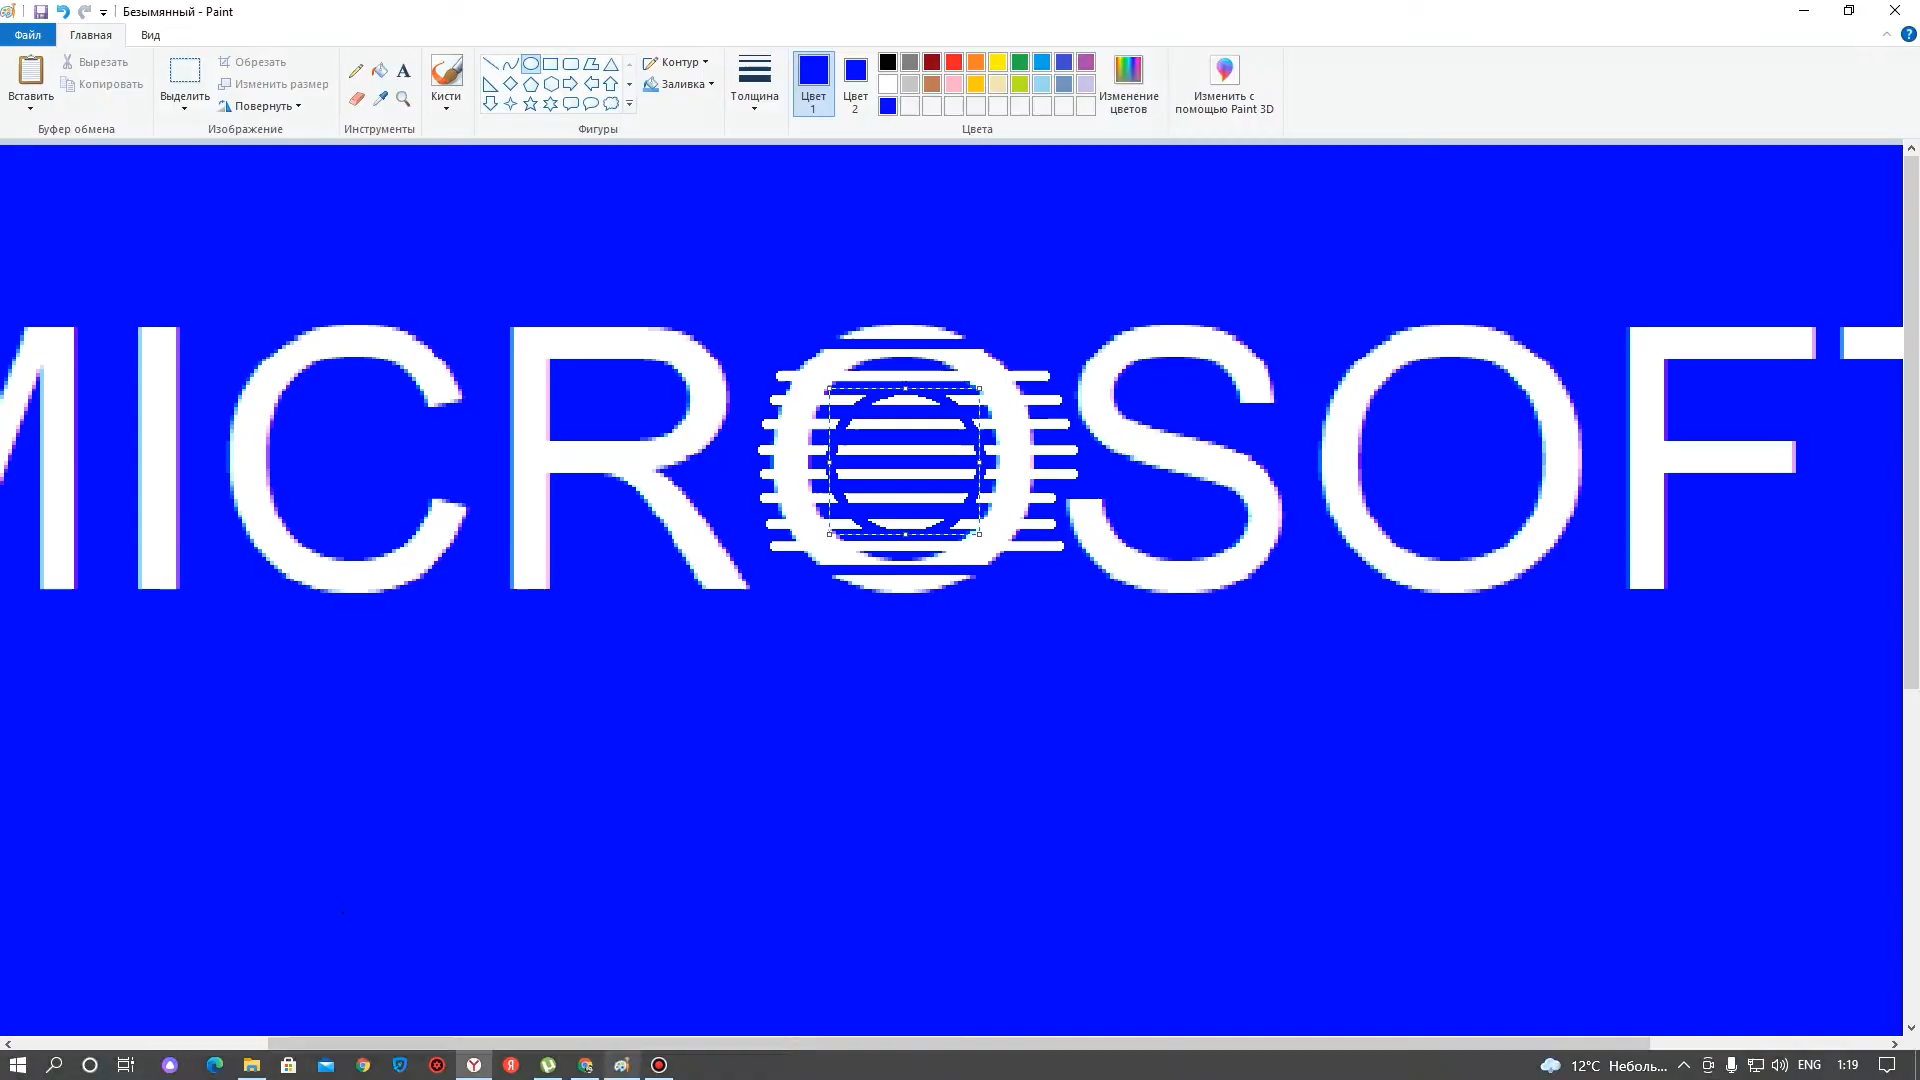 Безымянный - Paint
Файл Главная Вид
Вставить
Вырезать
Копировать
Буфер обмена
Выделить
Обрезать
Изменить размер
Повернуть
Изображение
Инструменты
Кисти
Контур
Заливка
Фигуры
Толщина
Цвет 1
Цвет 2
Изменение цветов
Цвета
Изменить с помощью Paint 3D
MICROSOFT
12°C Неболь... ENG 1:19